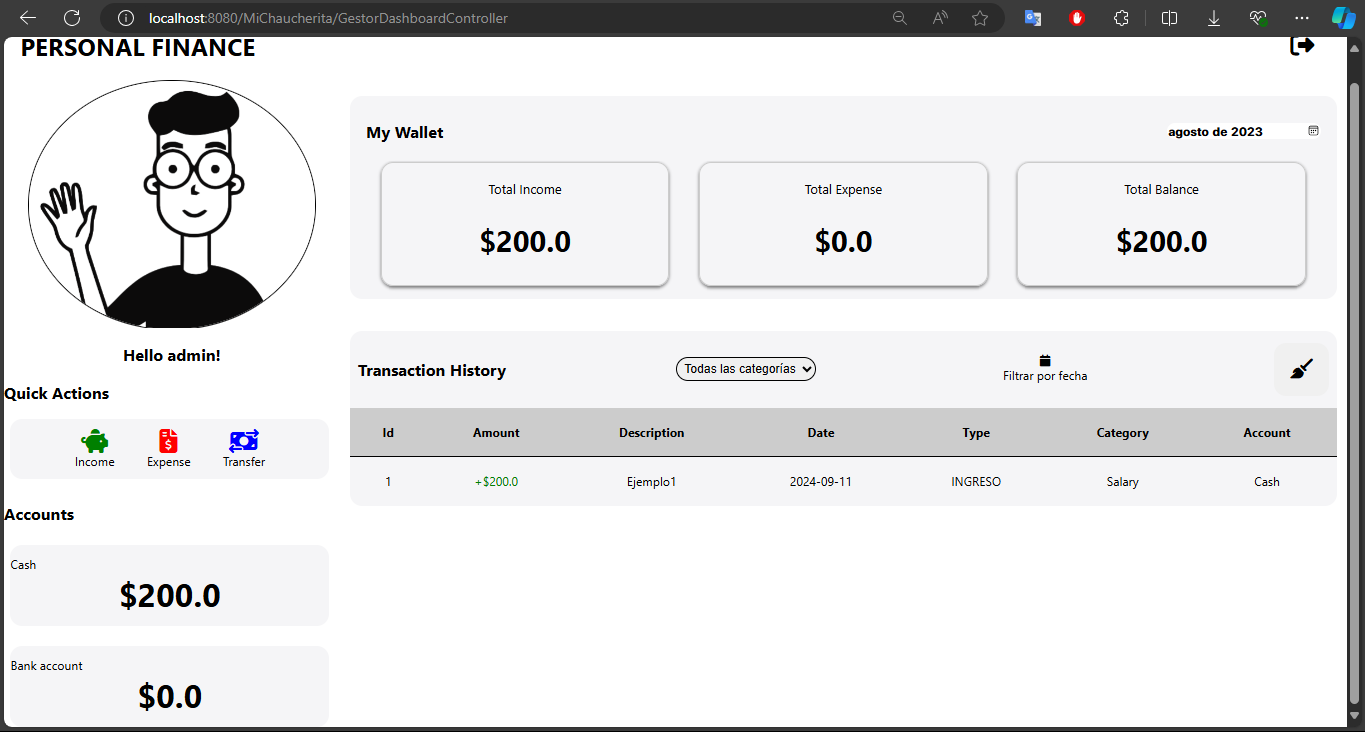 localhost:8080/MiChaucherita/GestorDashboardController
PERSONAL FINANCE
Hello admin!
Quick Actions
Income Expense Transfer
Accounts
Cash
$200.0
Bank account
$0.0
My Wallet
agosto de 2023
Total Income Total Expense Total Balance
$200.0 $0.0 $200.0
Transaction History Todas las categorías Filtrar por fecha
Id Amount Description Date Type Category Account
1 +$200.0 Ejemplo1 2024-09-11 INGRESO Salary Cash